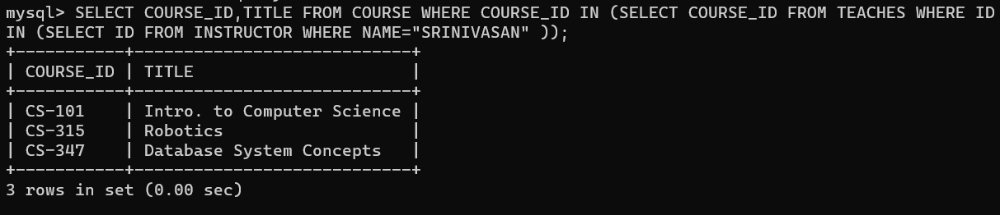 mysql> SELECT COURSE_ID,TITLE FROM COURSE WHERE COURSE_ID IN (SELECT COURSE_ID FROM TEACHES WHERE ID
IN (SELECT ID FROM INSTRUCTOR WHERE NAME="SRINIVASAN" ));
+-----------+----------------------------+
| COURSE_ID | TITLE                      |
+-----------+----------------------------+
| CS-101    | Intro. to Computer Science |
| CS-315    | Robotics                   |
| CS-347    | Database System Concepts   |
+-----------+----------------------------+
3 rows in set (0.00 sec)